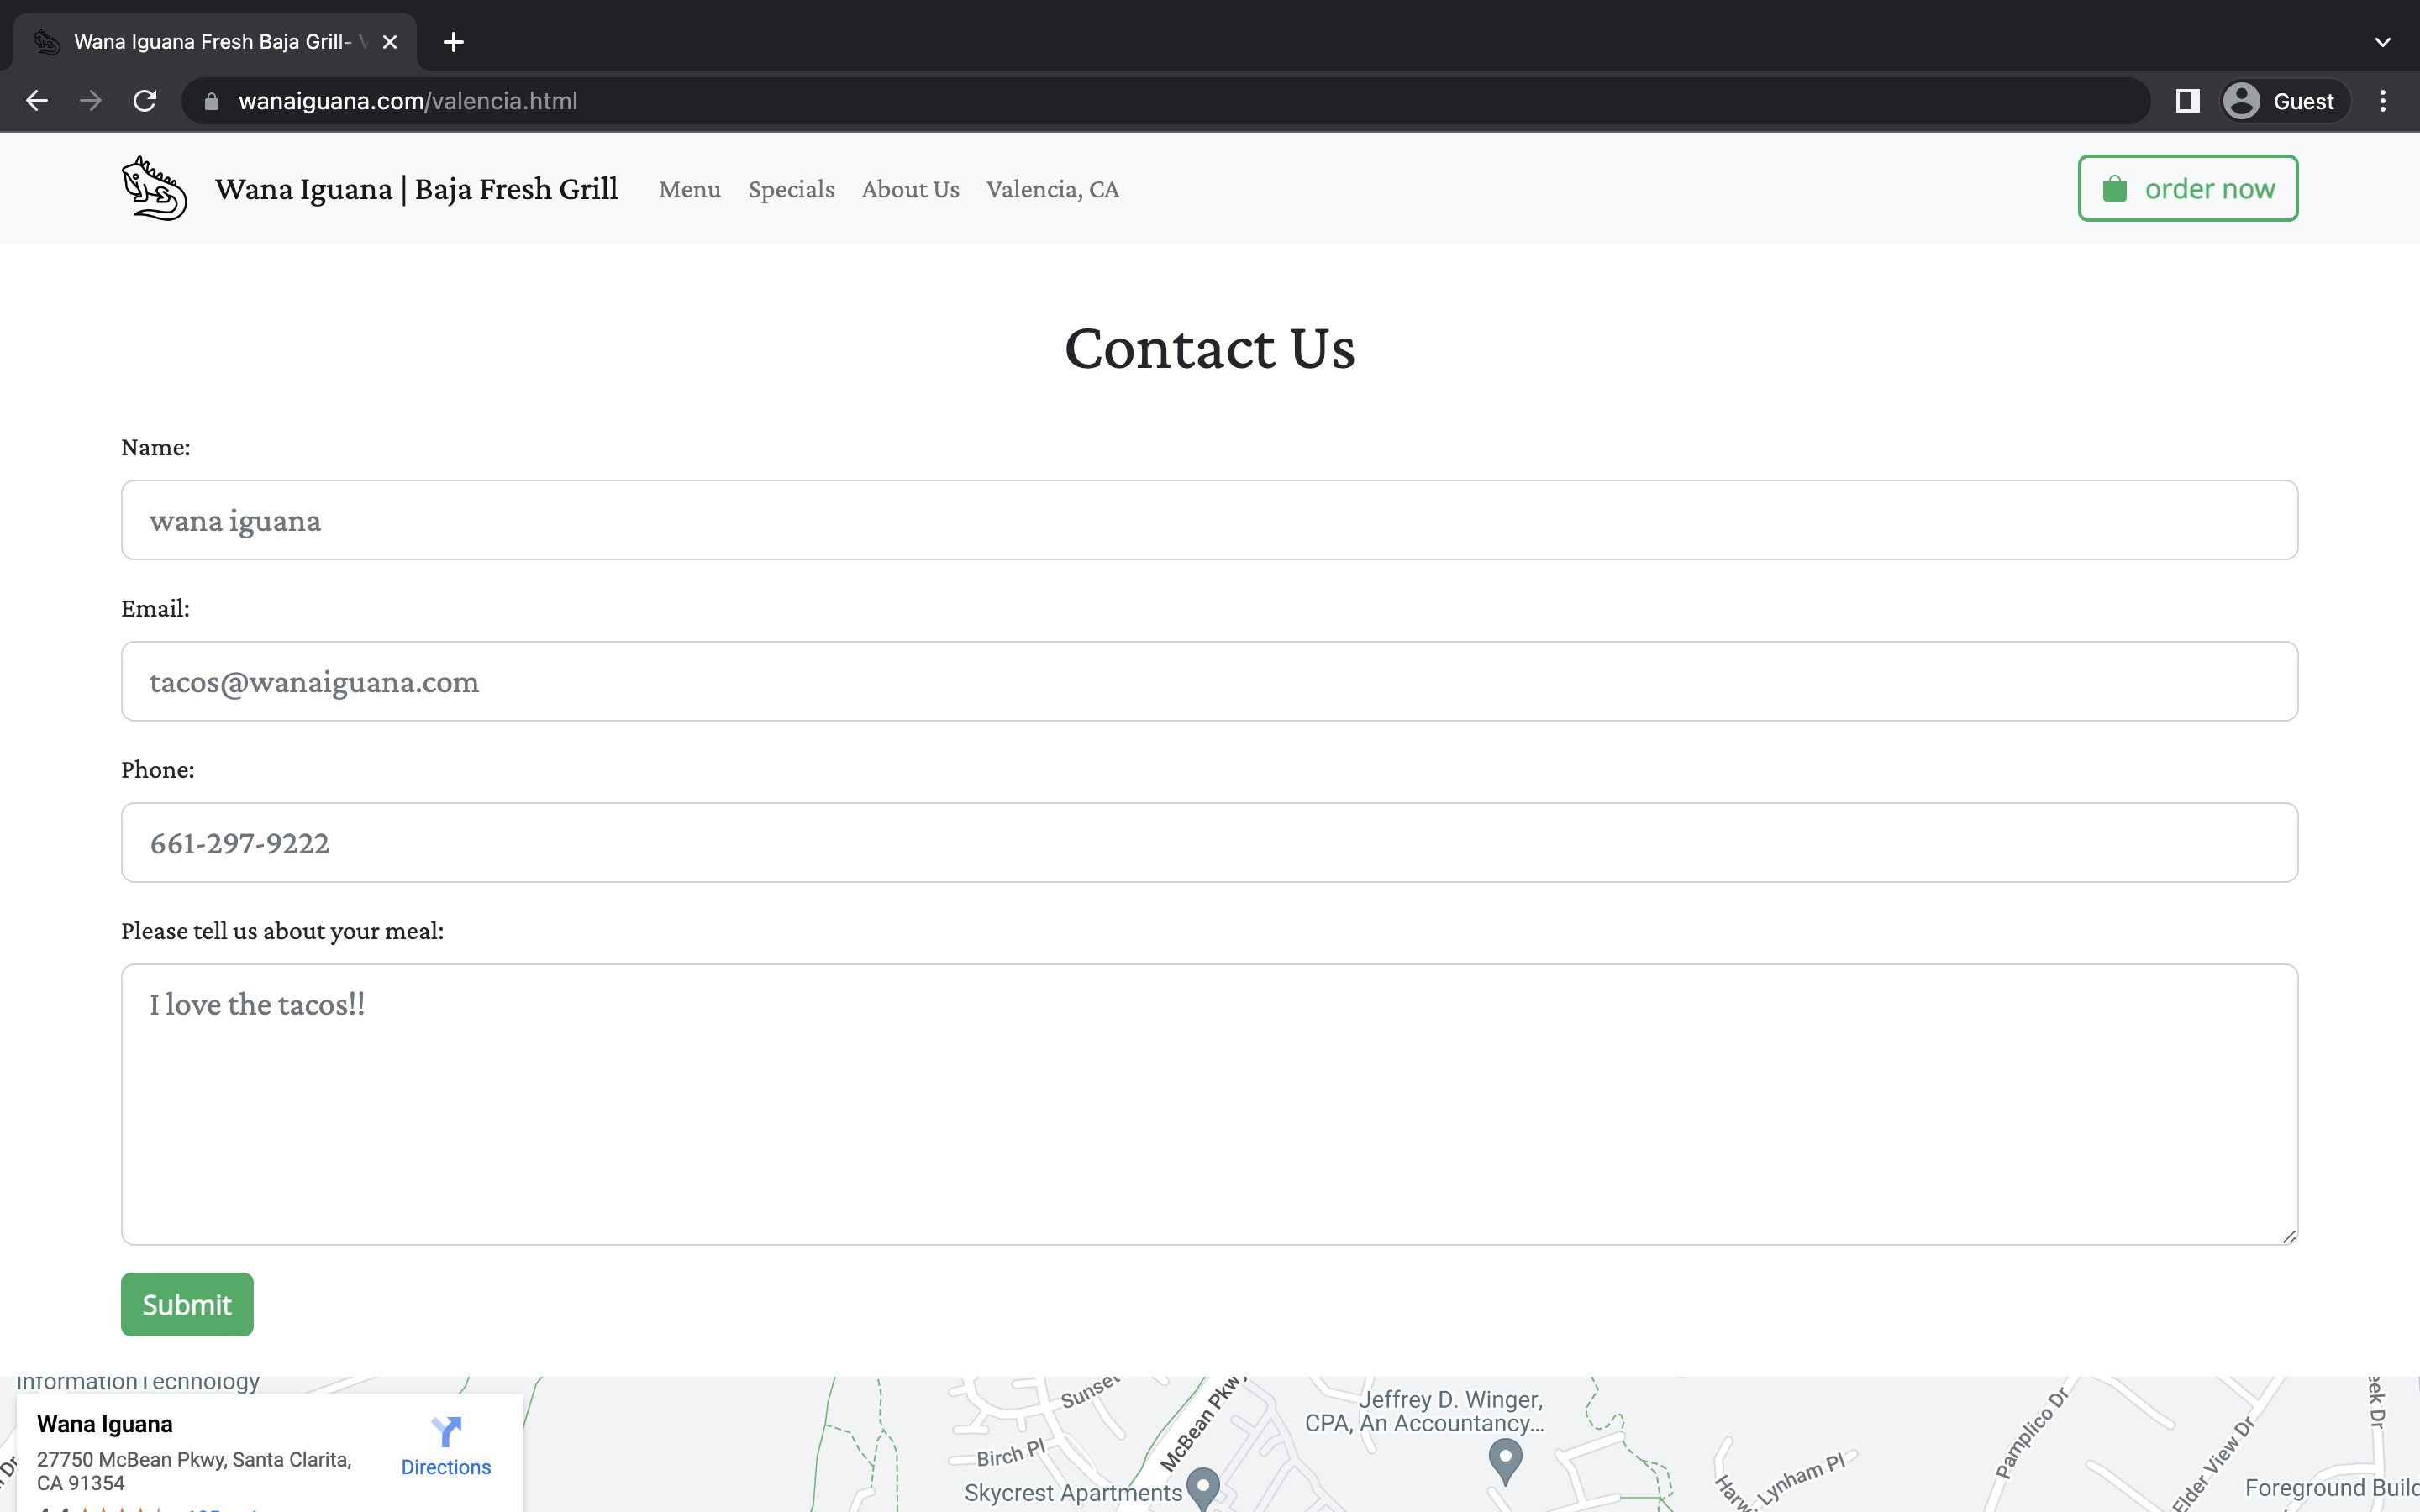 Wana Iguana Fresh Baja Grill-
wanaiguana.com/valencia.html
Guest
Wana Iguana | Baja Fresh Grill
Menu
Specials
About Us
Valencia, CA
order now
Contact Us
Name:
wana iguana
Email:
tacos@wanaiguana.com
Phone:
661-297-9222
Please tell us about your meal:
I love the tacos!!
Submit
InformationTechnology
Wana Iguana
27750 McBean Pkwy, Santa Clarita,
CA 91354
Directions
Sunset
Birch Pl
McBean Pkwy
Skycrest Apartments
Jeffrey D. Winger,
CPA, An Accountancy...
Lynham Pl
Pamplico Dr
Elder View Dr
eek Dr
Foreground Build